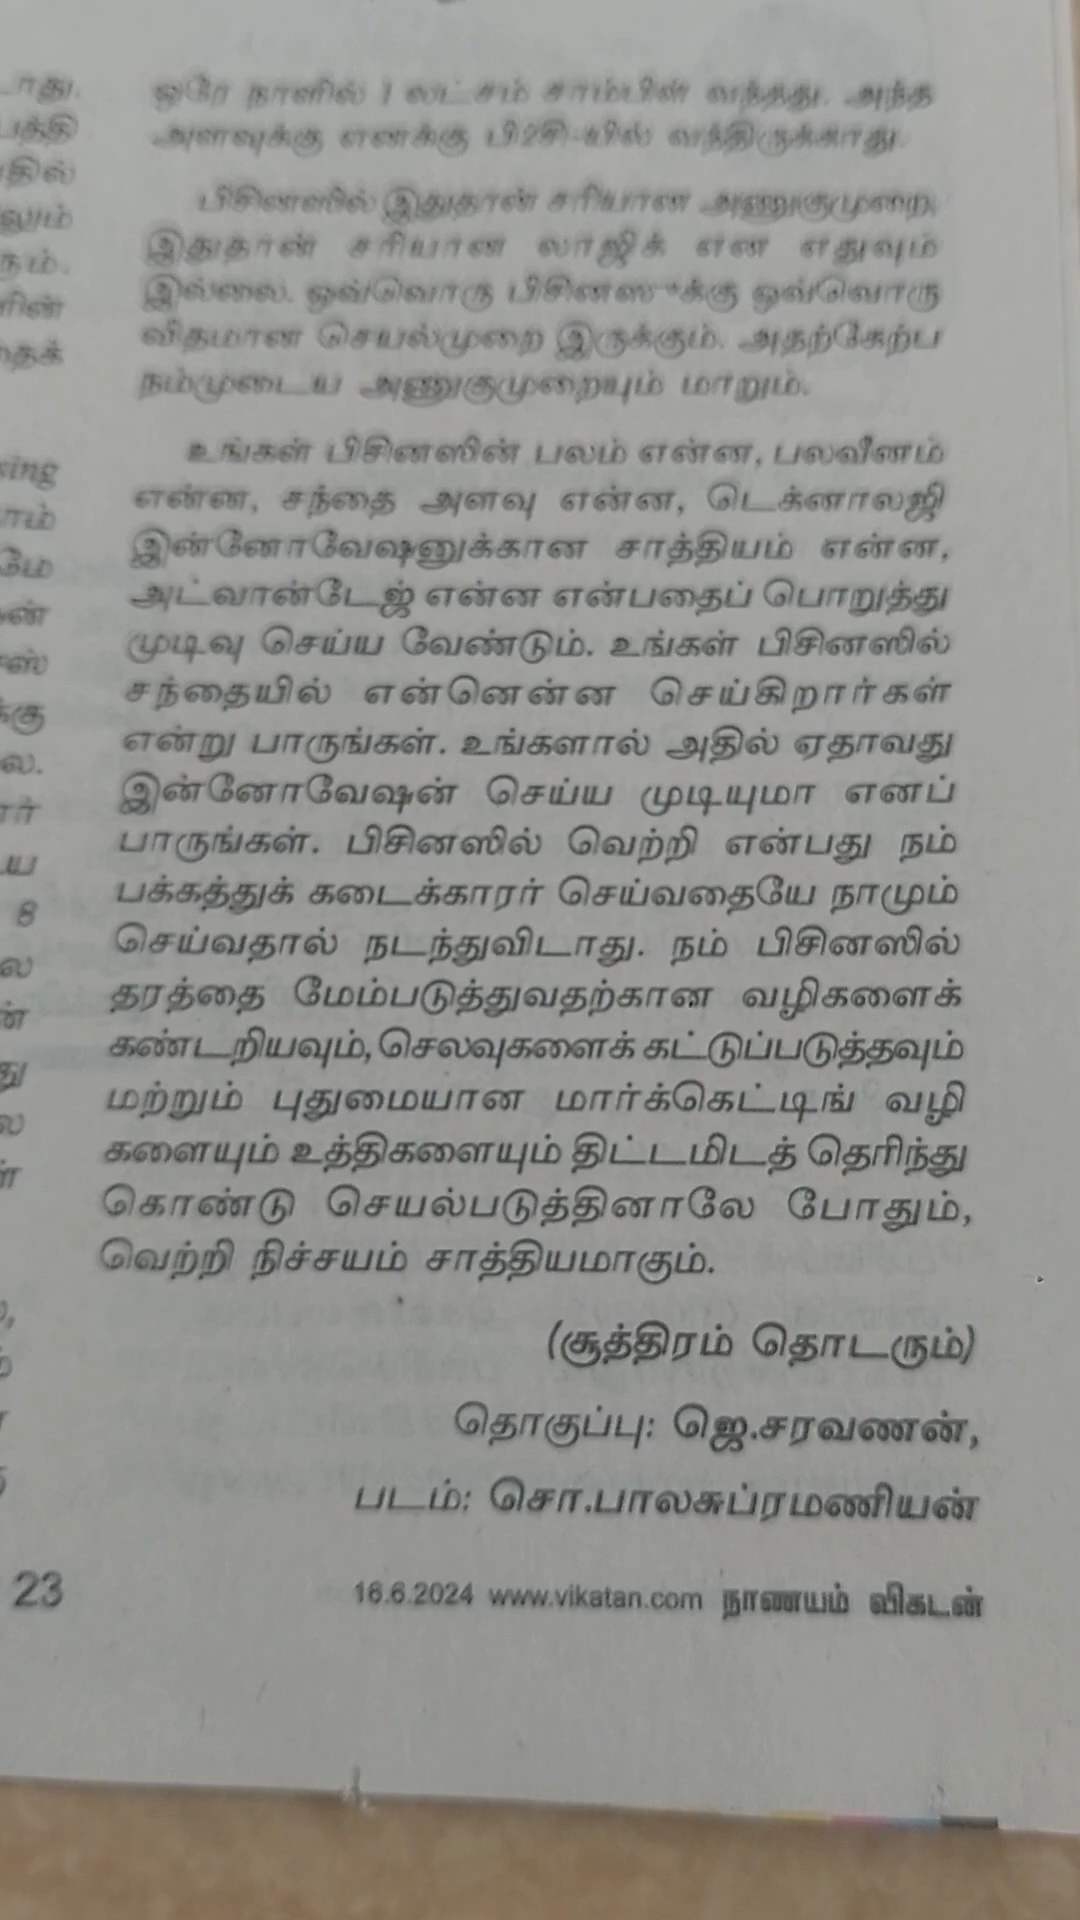 ஒரே நாளில் 1 லட்சம் சாம்பிள் வந்தது. அந்த
அளவுக்கு எனக்கு பி2சி-யில் வந்திருக்காது.
பிசினஸில் இதுதான் சரியான அணுகுமுறை,
இதுதான் சரியான லாஜிக் என எதுவும்
இல்லை. ஒவ்வொரு பிசினஸுக்கு ஒவ்வொரு
விதமான செயல்முறை இருக்கும். அதற்கேற்ப
நம்முடைய அணுகுமுறையும் மாறும்.
உங்கள் பிசினஸின் பலம் என்ன, பலவீனம்
என்ன, சந்தை அளவு என்ன, டெக்னாலஜி
இன்னோவேஷனுக்கான சாத்தியம் என்ன,
அட்வான்டேஜ் என்ன என்பதைப் பொறுத்து
முடிவு செய்ய வேண்டும். உங்கள் பிசினஸில்
சந்தையில் என்னென்ன செய்கிறார்கள்
என்று பாருங்கள். உங்களால் அதில் ஏதாவது
இன்னோவேஷன் செய்ய முடியுமா எனப்
பாருங்கள். பிசினஸில் வெற்றி என்பது நம்
பக்கத்துக் கடைக்காரர் செய்வதையே நாமும்
செய்வதால் நடந்துவிடாது. நம் பிசினஸில்
தரத்தை மேம்படுத்துவதற்கான வழிகளைக்
கண்டறியவும், செலவுகளைக் கட்டுப்படுத்தவும்
மற்றும் புதுமையான மார்க்கெட்டிங் வழி
களையும் உத்திகளையும் திட்டமிடத் தெரிந்து
கொண்டு செயல்படுத்தினாலே போதும்,
வெற்றி நிச்சயம் சாத்தியமாகும்.
(சூத்திரம் தொடரும்)
தொகுப்பு: ஜெ.சரவணன்,
படம்: சொ.பாலசுப்ரமணியன்
23
16.6.2024 www.vikatan.com நாணயம் விகடன்